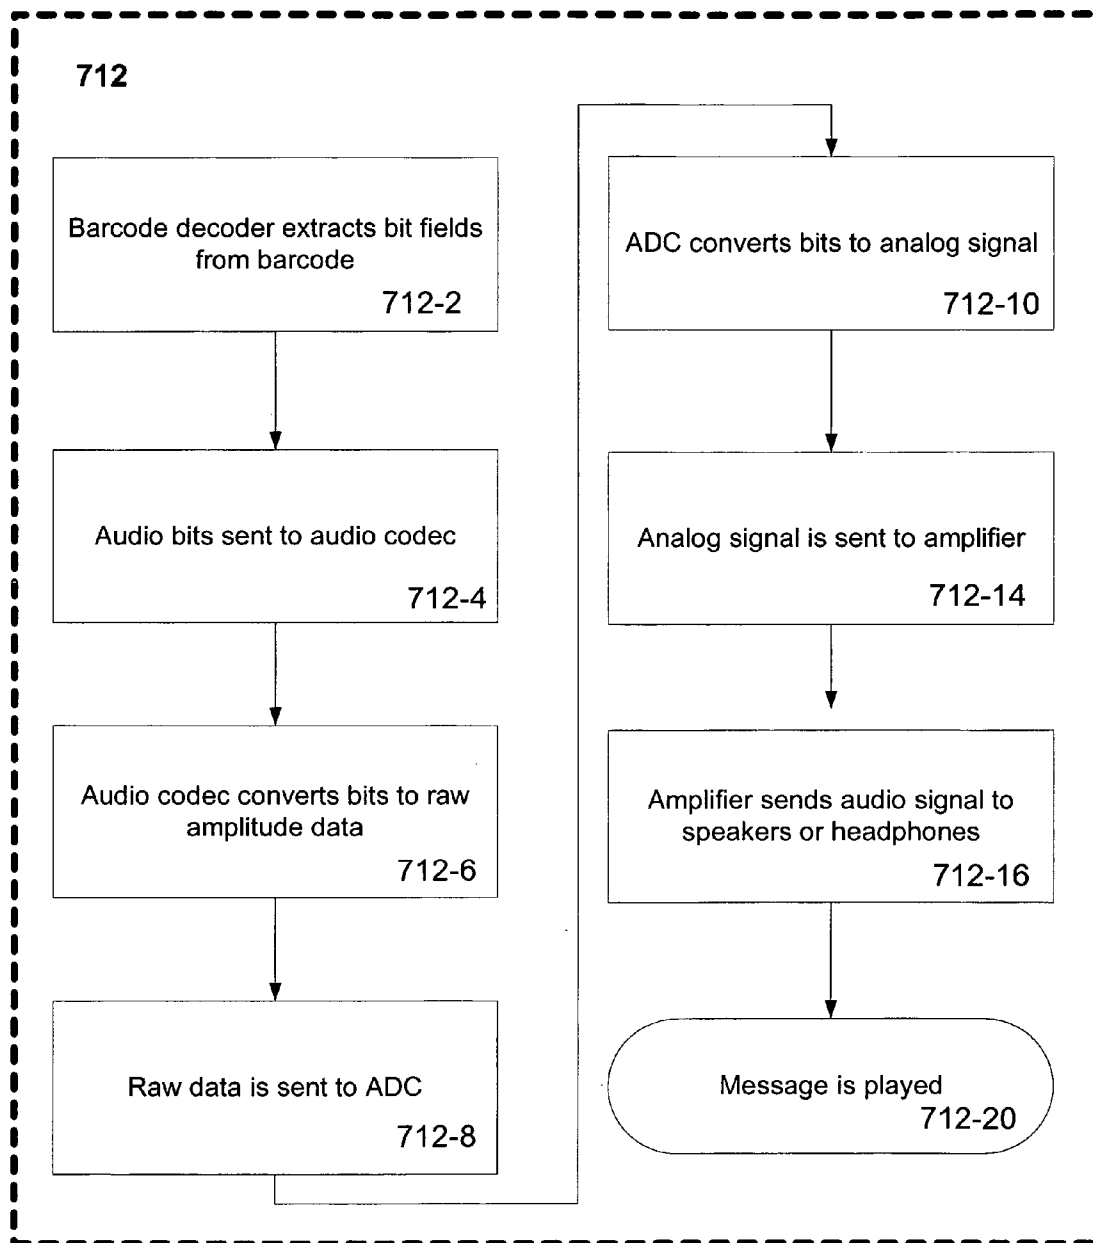 712
Barcode decoder extracts bit fields
from barcode
712-2
Audio bits sent to audio codec
712-4
Audio codec converts bits to raw
amplitude data
712-6
Raw data is sent to ADC
712-8
ADC converts bits to analog signal
712-10
Analog signal is sent to amplifier
712-14
Amplifier sends audio signal to
speakers or headphones
712-16
Message is played
712-20